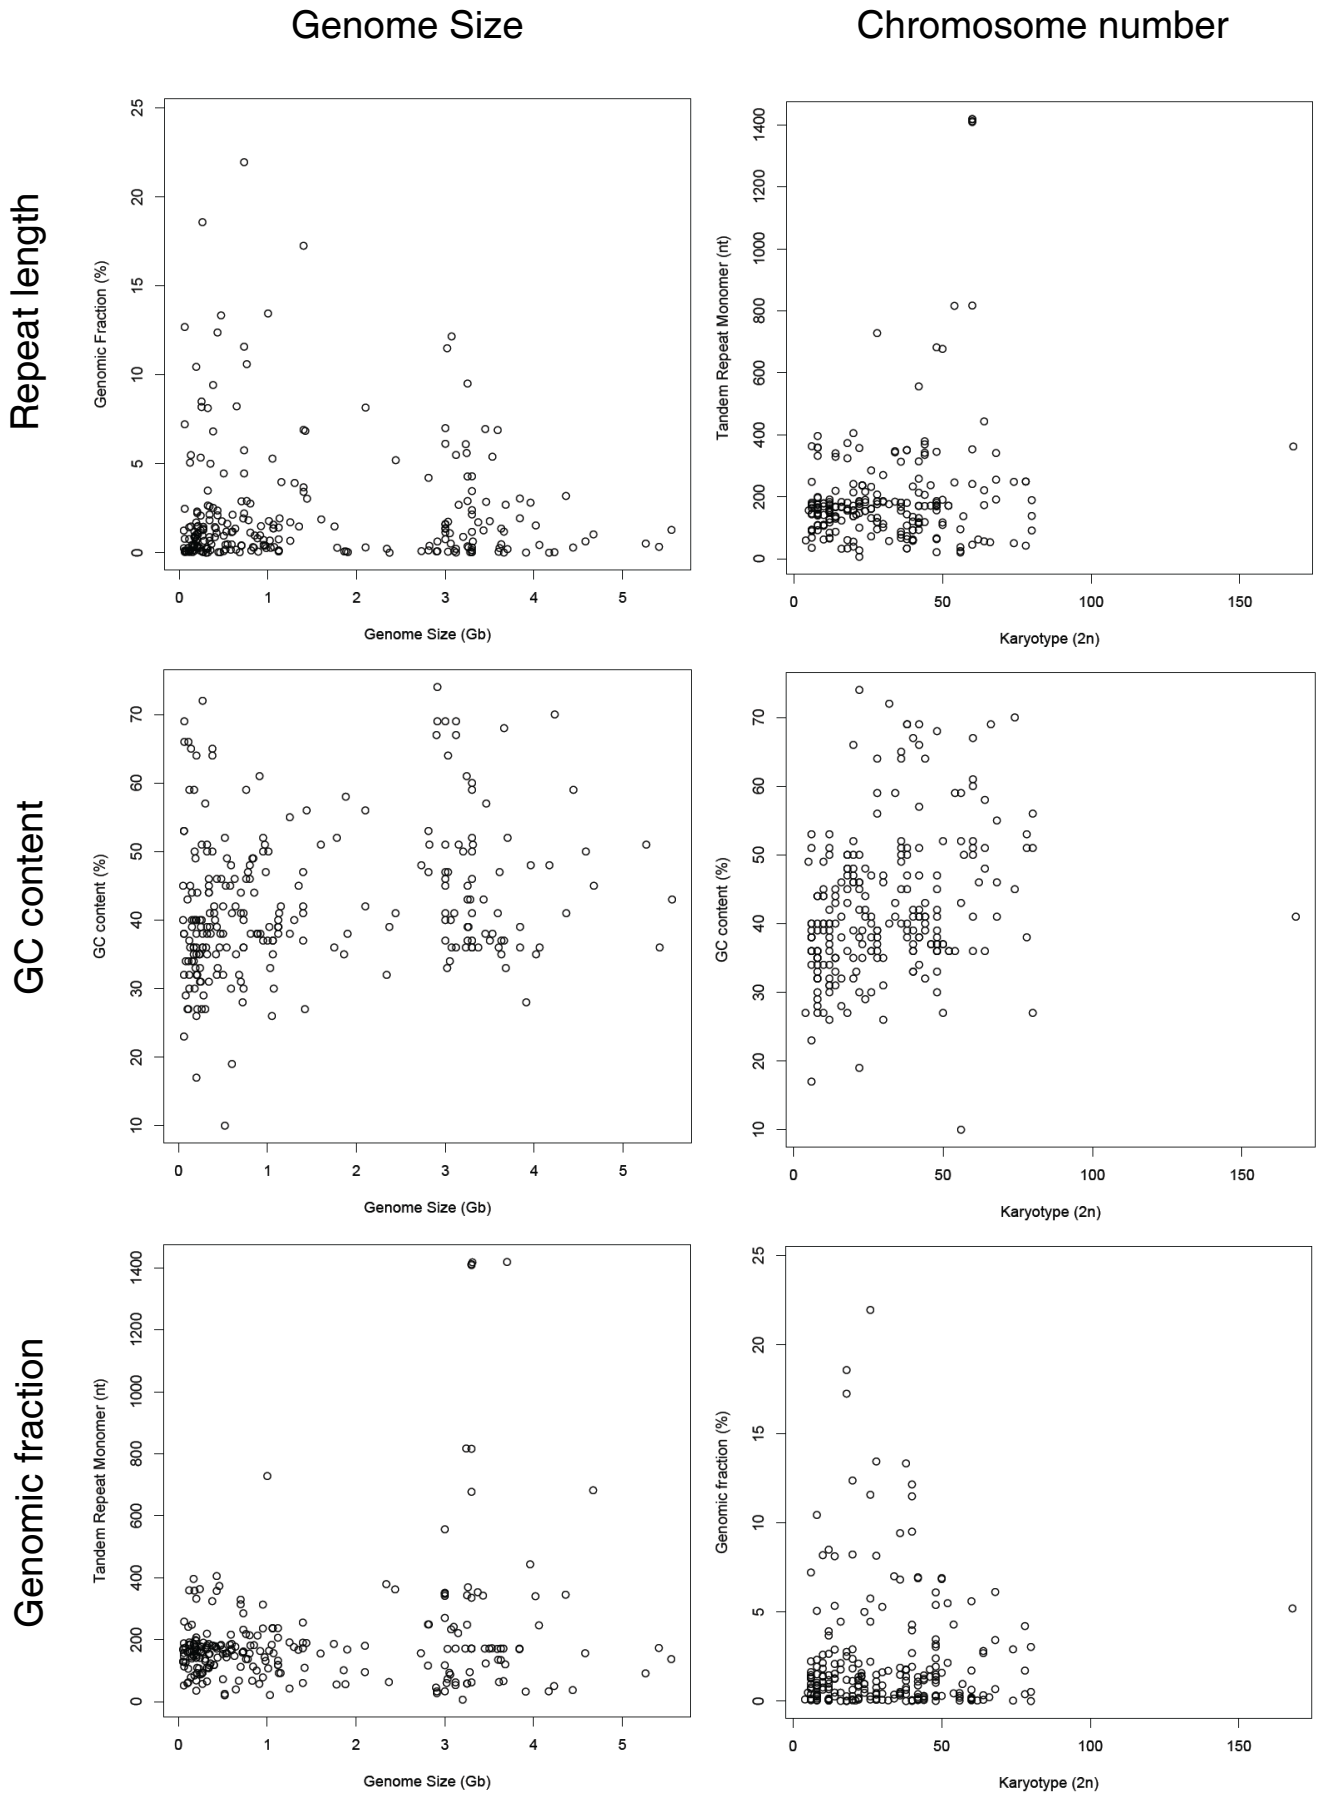 Genome Size
Chromosome number
Repeat length
25
20
15
10
5
0
Genomic Fraction (%)
0 1 2 3 4 5
Genome Size (Gb)
1400
1200
1000
800
600
400
200
0
Tandem Repeat Monomer (nt)
0 50 100 150
Karyotype (2n)
GC content
70
60
50
40
30
20
10
GC content (%)
0 1 2 3 4 5
Genome Size (Gb)
70
60
50
40
30
20
10
GC content (%)
0 50 100 150
Karyotype (2n)
Genomic fraction
1400
1200
1000
800
600
400
200
0
Tandem Repeat Monomer (nt)
0 1 2 3 4 5
Genome Size (Gb)
25
20
15
10
5
0
Genomic fraction (%)
0 50 100 150
Karyotype (2n)